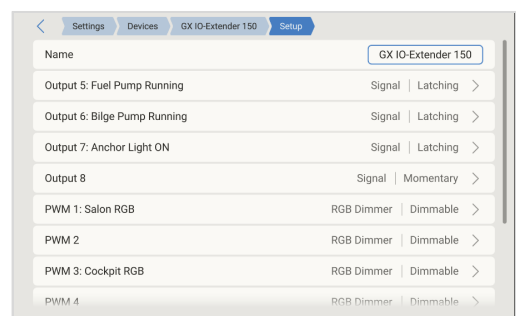 Settings Devices GX IO-Extender 150 Setup
Name GX IO-Extender 150
Output 5: Fuel Pump Running Signal | Latching
Output 6: Bilge Pump Running Signal | Latching
Output 7: Anchor Light ON Signal | Latching
Output 8 Signal | Momentary
PWM 1: Salon RGB RGB Dimmer | Dimmable
PWM 2 RGB Dimmer | Dimmable
PWM 3: Cockpit RGB RGB Dimmer | Dimmable
PWM 4 RGB Dimmer | Dimmable